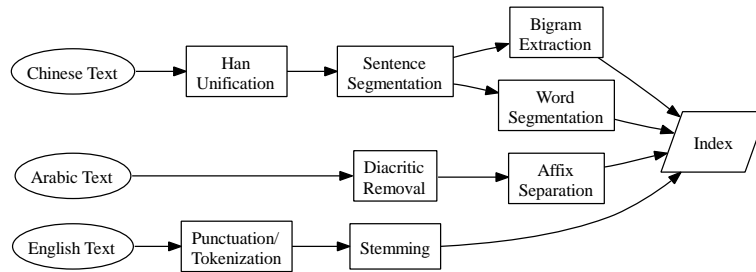 Chinese Text
Han
Unification
Sentence
Segmentation
Bigram
Extraction
Word
Segmentation
Index
Arabic Text
Diacritic
Removal
Affix
Separation
English Text
Punctuation/
Tokenization
Stemming